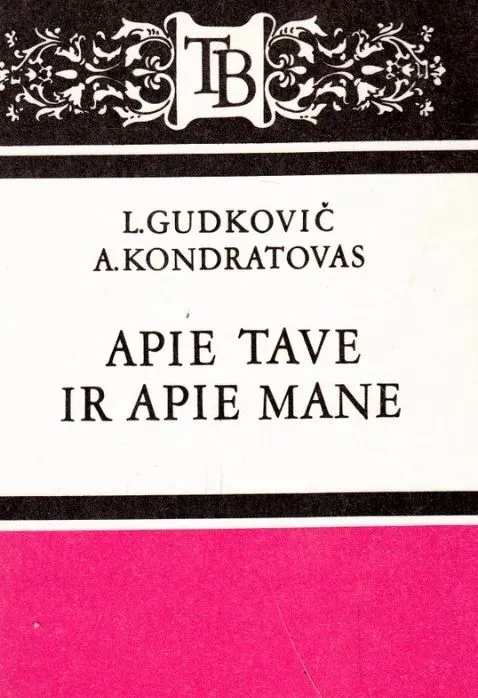 TB
L.GUDKOVIČ
A.KONDRATOVAS
APIE TAVE
IR APIE MANE